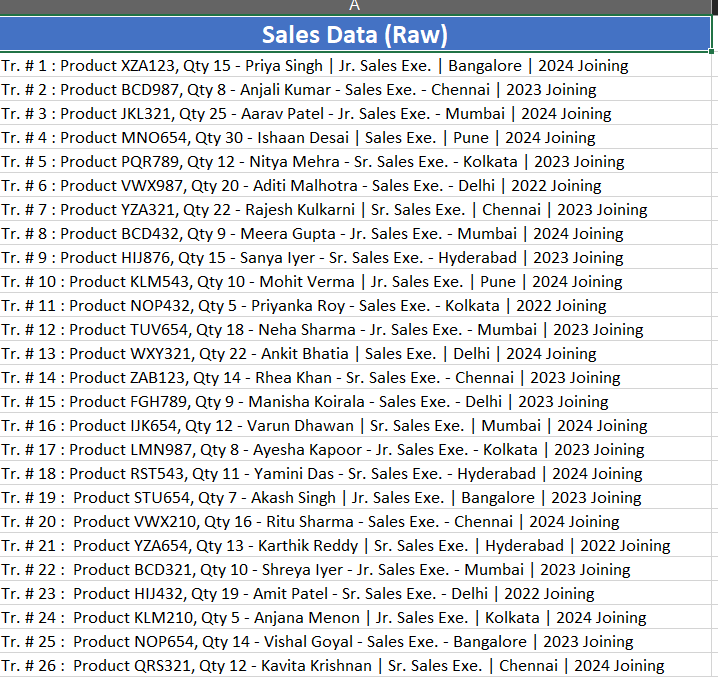 A
Sales Data (Raw)
Tr. # 1 : Product XZA123, Qty 15 - Priya Singh | Jr. Sales Exe. | Bangalore | 2024 Joining
Tr. # 2 : Product BCD987, Qty 8 - Anjali Kumar - Sales Exe. - Chennai | 2023 Joining
Tr. # 3 : Product JKL321, Qty 25 - Aarav Patel - Jr. Sales Exe. - Mumbai | 2024 Joining
Tr. # 4 : Product MNO654, Qty 30 - Ishaan Desai | Sales Exe. | Pune | 2024 Joining
Tr. # 5 : Product PQR789, Qty 12 - Nitya Mehra - Sr. Sales Exe. - Kolkata | 2023 Joining
Tr. # 6 : Product VWX987, Qty 20 - Aditi Malhotra - Sales Exe. - Delhi | 2022 Joining
Tr. # 7 : Product YZA321, Qty 22 - Rajesh Kulkarni | Sr. Sales Exe. | Chennai | 2023 Joining
Tr. # 8 : Product BCD432, Qty 9 - Meera Gupta - Jr. Sales Exe. - Mumbai | 2024 Joining
Tr. # 9 : Product HIJ876, Qty 15 - Sanya Iyer - Sr. Sales Exe. - Hyderabad | 2023 Joining
Tr. # 10 : Product KLM543, Qty 10 - Mohit Verma | Jr. Sales Exe. | Pune | 2024 Joining
Tr. # 11 : Product NOP432, Qty 5 - Priyanka Roy - Sales Exe. - Kolkata | 2022 Joining
Tr. # 12 : Product TUV654, Qty 18 - Neha Sharma - Jr. Sales Exe. - Mumbai | 2023 Joining
Tr. # 13 : Product WXY321, Qty 22 - Ankit Bhatia | Sales Exe. | Delhi | 2024 Joining
Tr. # 14 : Product ZAB123, Qty 14 - Rhea Khan - Sr. Sales Exe. - Chennai | 2023 Joining
Tr. # 15 : Product FGH789, Qty 9 - Manisha Koirala - Sales Exe. - Delhi | 2023 Joining
Tr. # 16 : Product IJK654, Qty 12 - Varun Dhawan | Sr. Sales Exe. | Mumbai | 2024 Joining
Tr. # 17 : Product LMN987, Qty 8 - Ayesha Kapoor - Jr. Sales Exe. - Kolkata | 2023 Joining
Tr. # 18 : Product RST543, Qty 11 - Yamini Das - Sr. Sales Exe. - Hyderabad | 2024 Joining
Tr. # 19 :  Product STU654, Qty 7 - Akash Singh | Jr. Sales Exe. | Bangalore | 2023 Joining
Tr. # 20 :  Product VWX210, Qty 16 - Ritu Sharma - Sales Exe. - Chennai | 2024 Joining
Tr. # 21 :  Product YZA654, Qty 13 - Karthik Reddy | Sr. Sales Exe. | Hyderabad | 2022 Joining
Tr. # 22 :  Product BCD321, Qty 10 - Shreya Iyer - Jr. Sales Exe. - Mumbai | 2023 Joining
Tr. # 23 :  Product HIJ432, Qty 19 - Amit Patel - Sr. Sales Exe. - Delhi | 2022 Joining
Tr. # 24 :  Product KLM210, Qty 5 - Anjana Menon | Jr. Sales Exe. | Kolkata | 2024 Joining
Tr. # 25 :  Product NOP654, Qty 14 - Vishal Goyal - Sales Exe. - Bangalore | 2023 Joining
Tr. # 26 :  Product QRS321, Qty 12 - Kavita Krishnan | Sr. Sales Exe. | Chennai | 2024 Joining